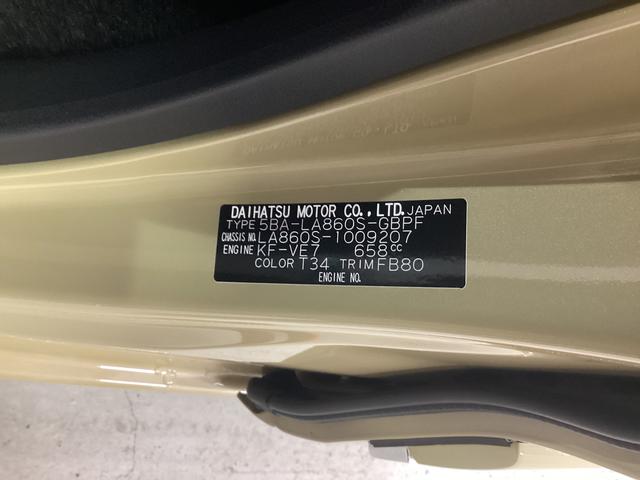 DAIHATSU MOTOR CO.,LTD. JAPAN
TYPE 5BA-LA860S-GBPF
CHASSIS NO. LA860S-1009207
ENGINE KF-VE7 658cc
COLOR T34 TRIM FB80
ENGINE NO.